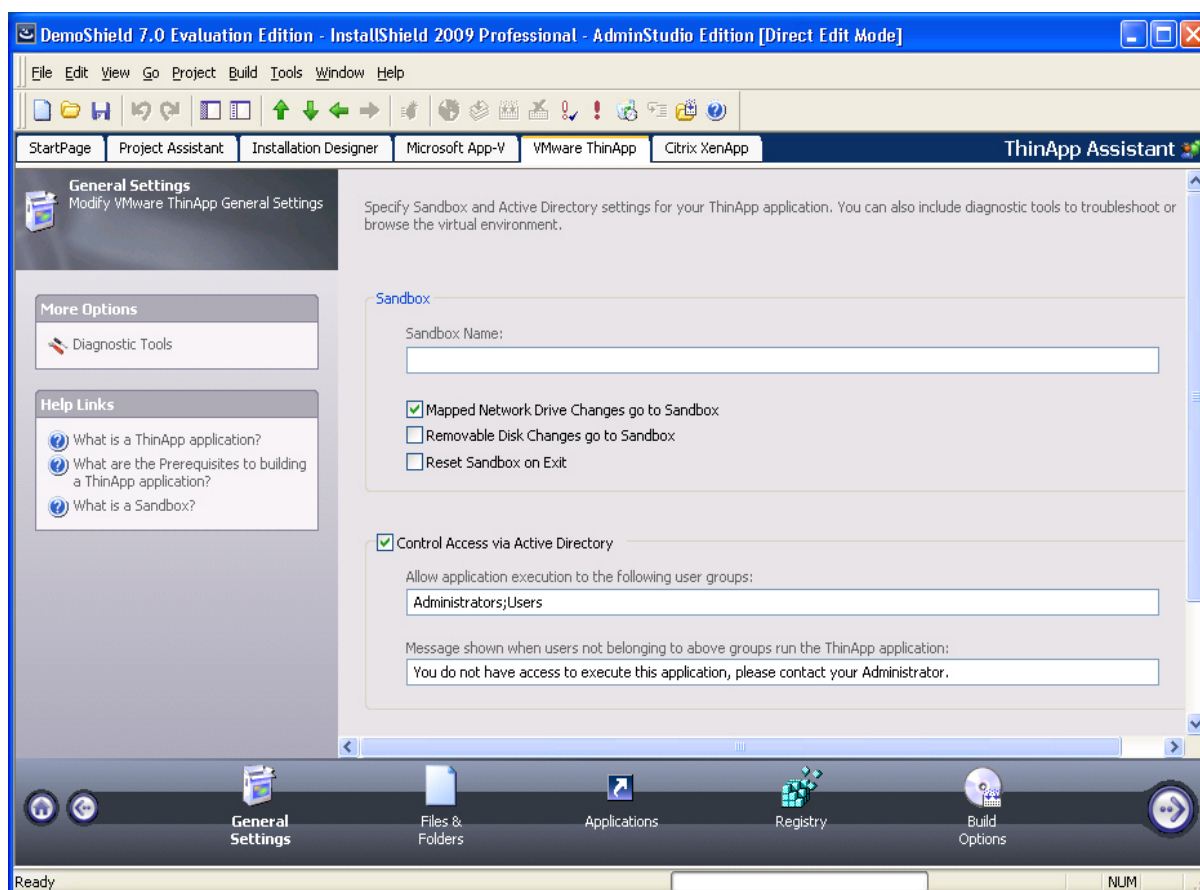 DemoShield 7.0 Evaluation Edition - InstallShield 2009 Professional - AdminStudio Edition [Direct Edit Mode]
File Edit View Go Project Build Tools Window Help
StartPage Project Assistant Installation Designer Microsoft App-V VMware ThinApp Citrix XenApp ThinApp Assistant
General Settings
Modify VMware ThinApp General Settings
More Options
Diagnostic Tools
Help Links
What is a ThinApp application?
What are the Prerequisites to building
a ThinApp application?
What is a Sandbox?
Specify Sandbox and Active Directory settings for your ThinApp application. You can also include diagnostic tools to troubleshoot or
browse the virtual environment.
Sandbox
Sandbox Name:
Mapped Network Drive Changes go to Sandbox
Removable Disk Changes go to Sandbox
Reset Sandbox on Exit
Control Access via Active Directory
Allow application execution to the following user groups:
Administrators;Users
Message shown when users not belonging to above groups run the ThinApp application:
You do not have access to execute this application, please contact your Administrator.
General
Settings
Files &
Folders
Applications
Registry
Build
Options
Ready
NUM